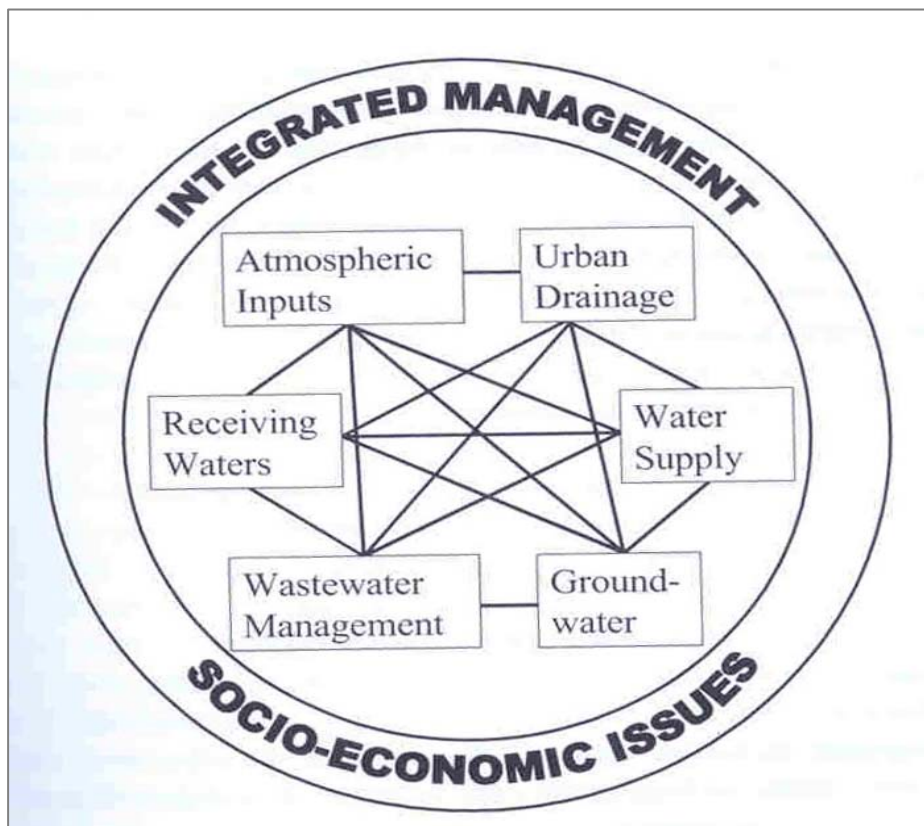 INTEGRATED MANAGEMENT
Atmospheric
Inputs
Urban
Drainage
Receiving
Waters
Water
Supply
Wastewater
Management
Ground-
water
SOCIO-ECONOMIC ISSUES